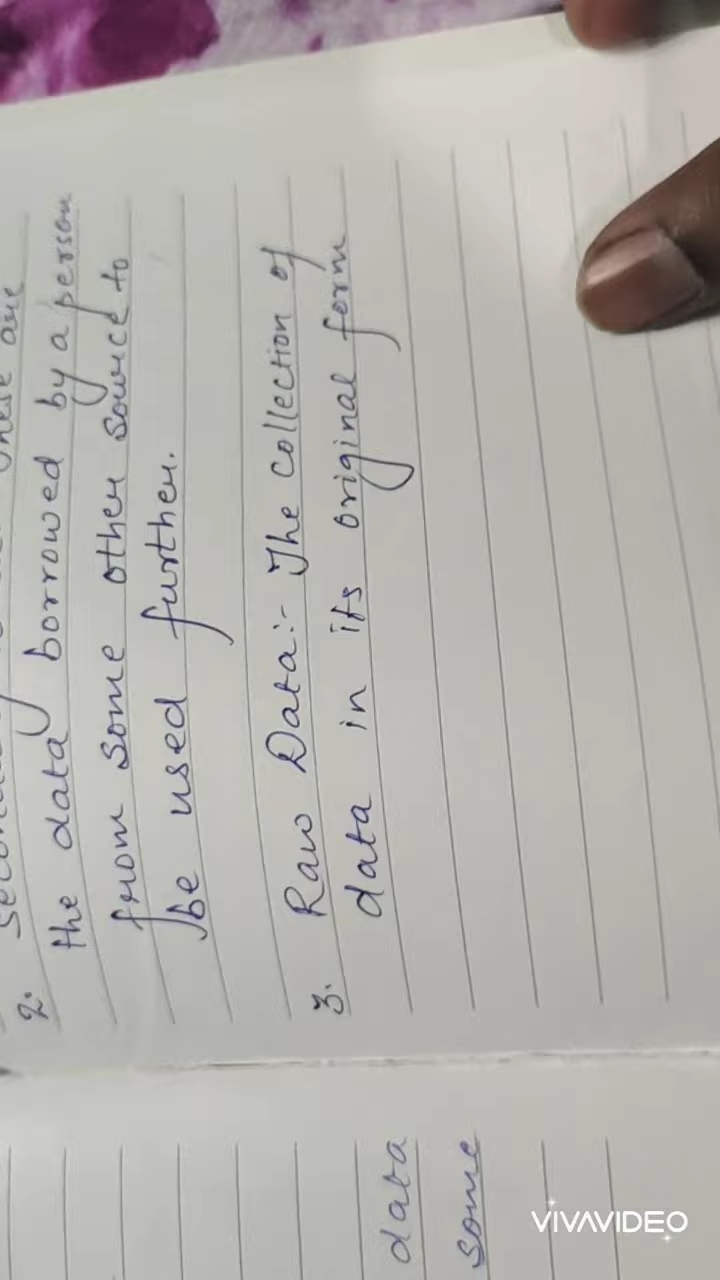 2. Secondary these are
the data borrowed by a person
from some other source to
be used further.
3. Raw Data:- The collection of
data in its original form
data
some
VIVAVIDEO